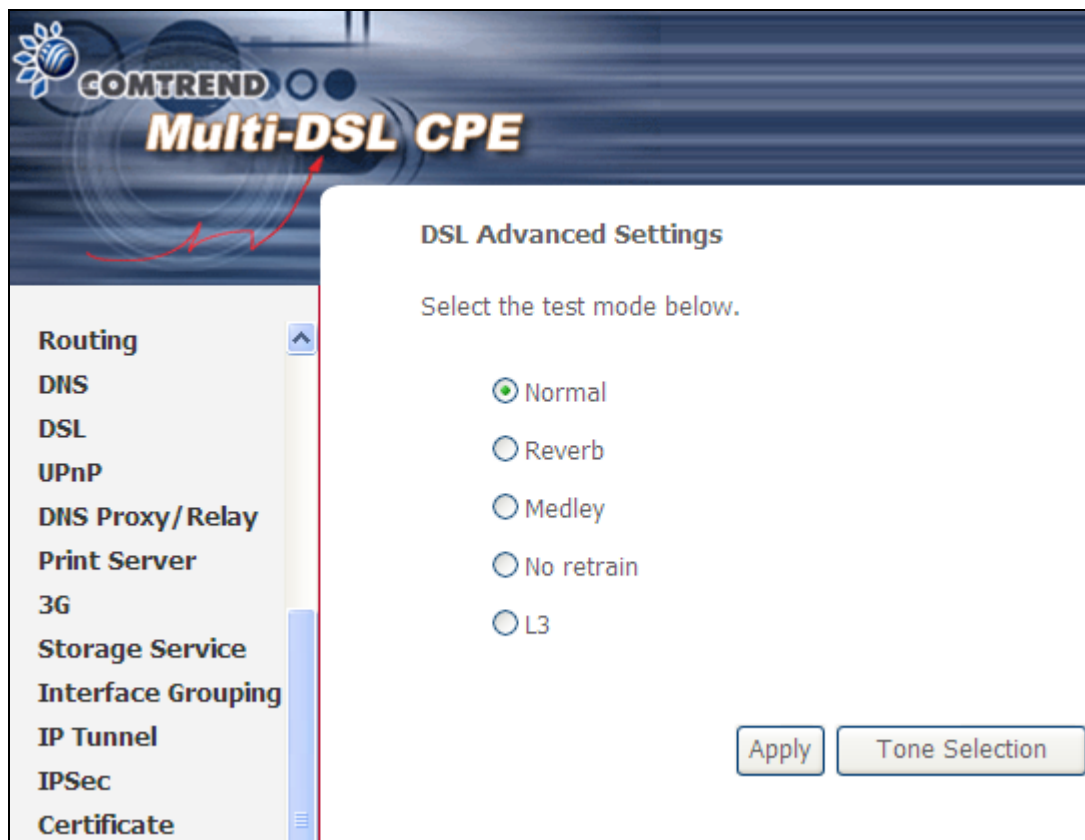 COMTREND
Multi-DSL CPE
DSL Advanced Settings
Select the test mode below.
Routing
DNS
DSL
UPnP
DNS Proxy/Relay
Print Server
3G
Storage Service
Interface Grouping
IP Tunnel
IPSec
Certificate
Normal
Reverb
Medley
No retrain
L3
Apply
Tone Selection